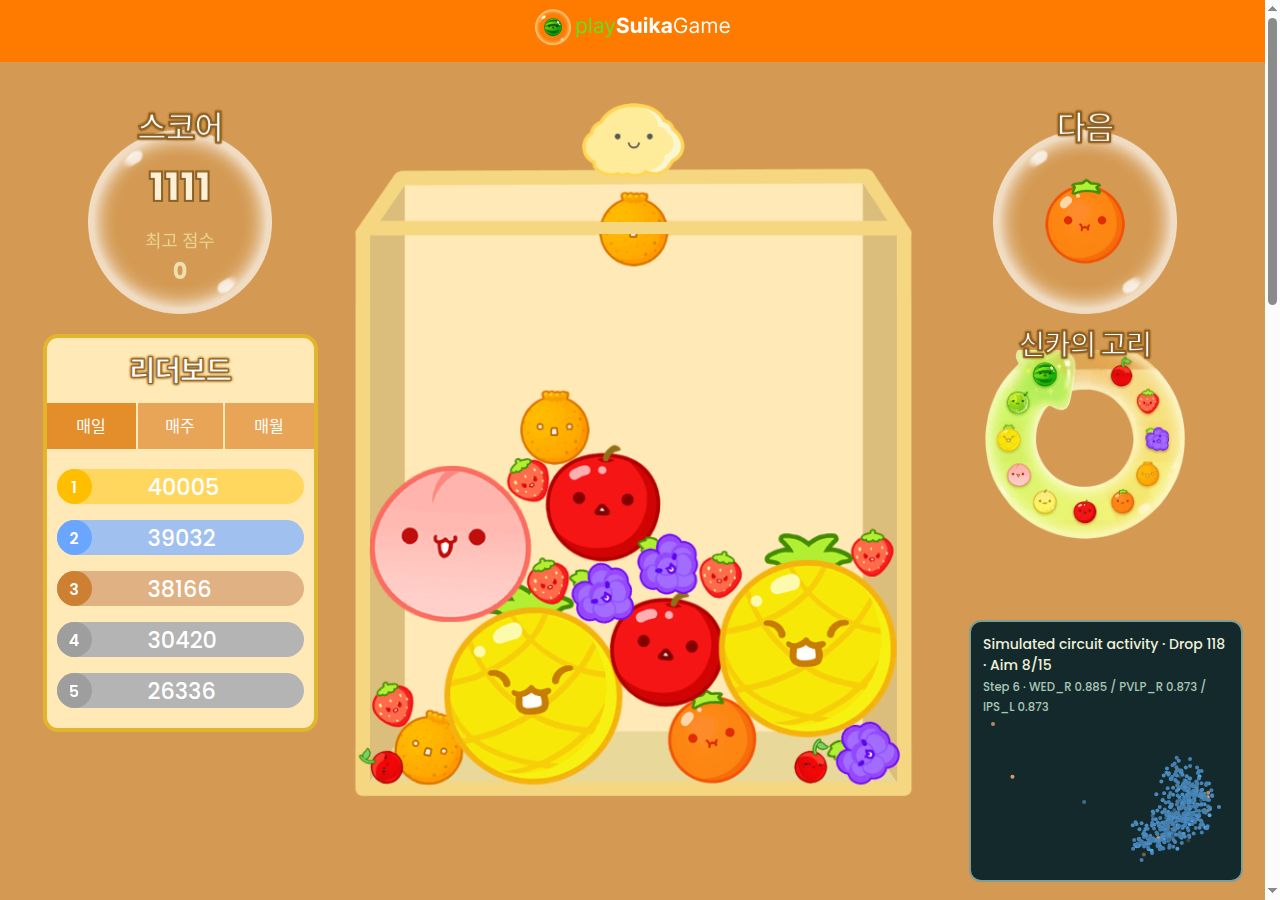 playSuikaGame
스코어
1111
최고 점수
0
다음
신카의 고리
리더보드
매일 매주 매월
1 40005
2 39032
3 38166
4 30420
5 26336
Simulated circuit activity · Drop 118
· Aim 8/15
Step 6 · WED_R 0.885 / PVLP_R 0.873 /
IPS_L 0.873